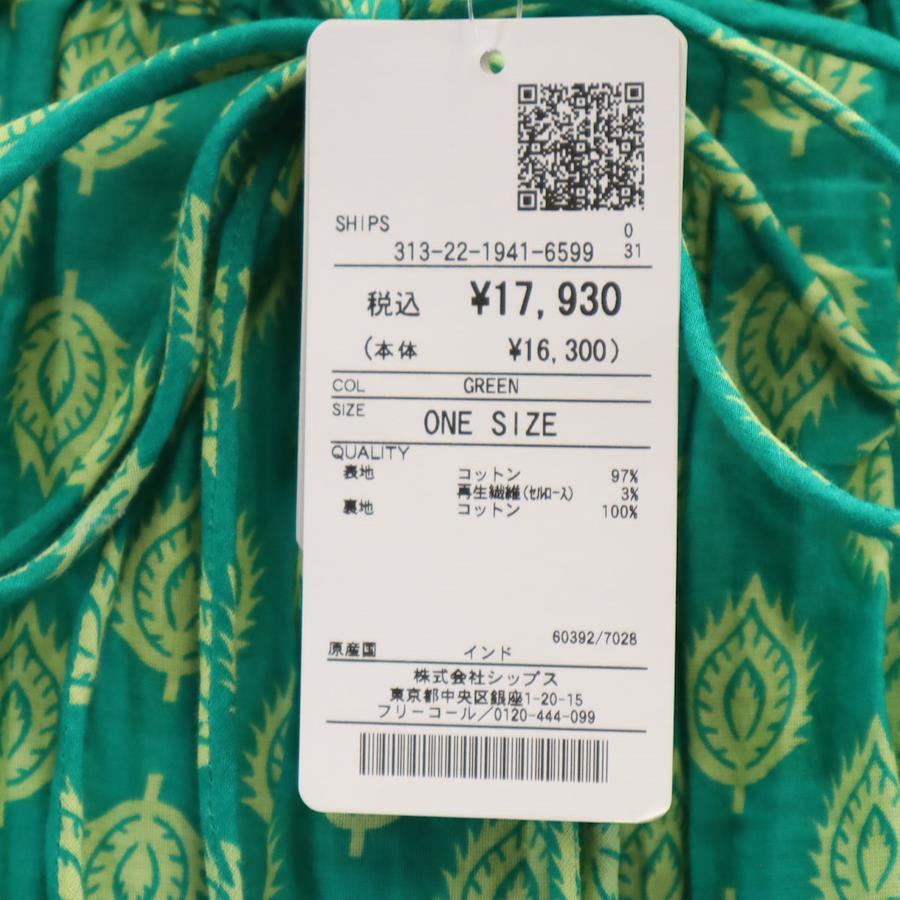 SHIPS
0
313-22-1941-6599 31
税込 ¥17,930
(本体 ¥16,300)
COL GREEN
SIZE ONE SIZE
QUALITY
表地 コットン 97%
再生繊維(ｾﾙﾛｰｽ) 3%
裏地 コットン 100%
60392/7028
原産国 インド
株式会社シップス
東京都中央区銀座1-20-15
フリーコール/0120-444-099